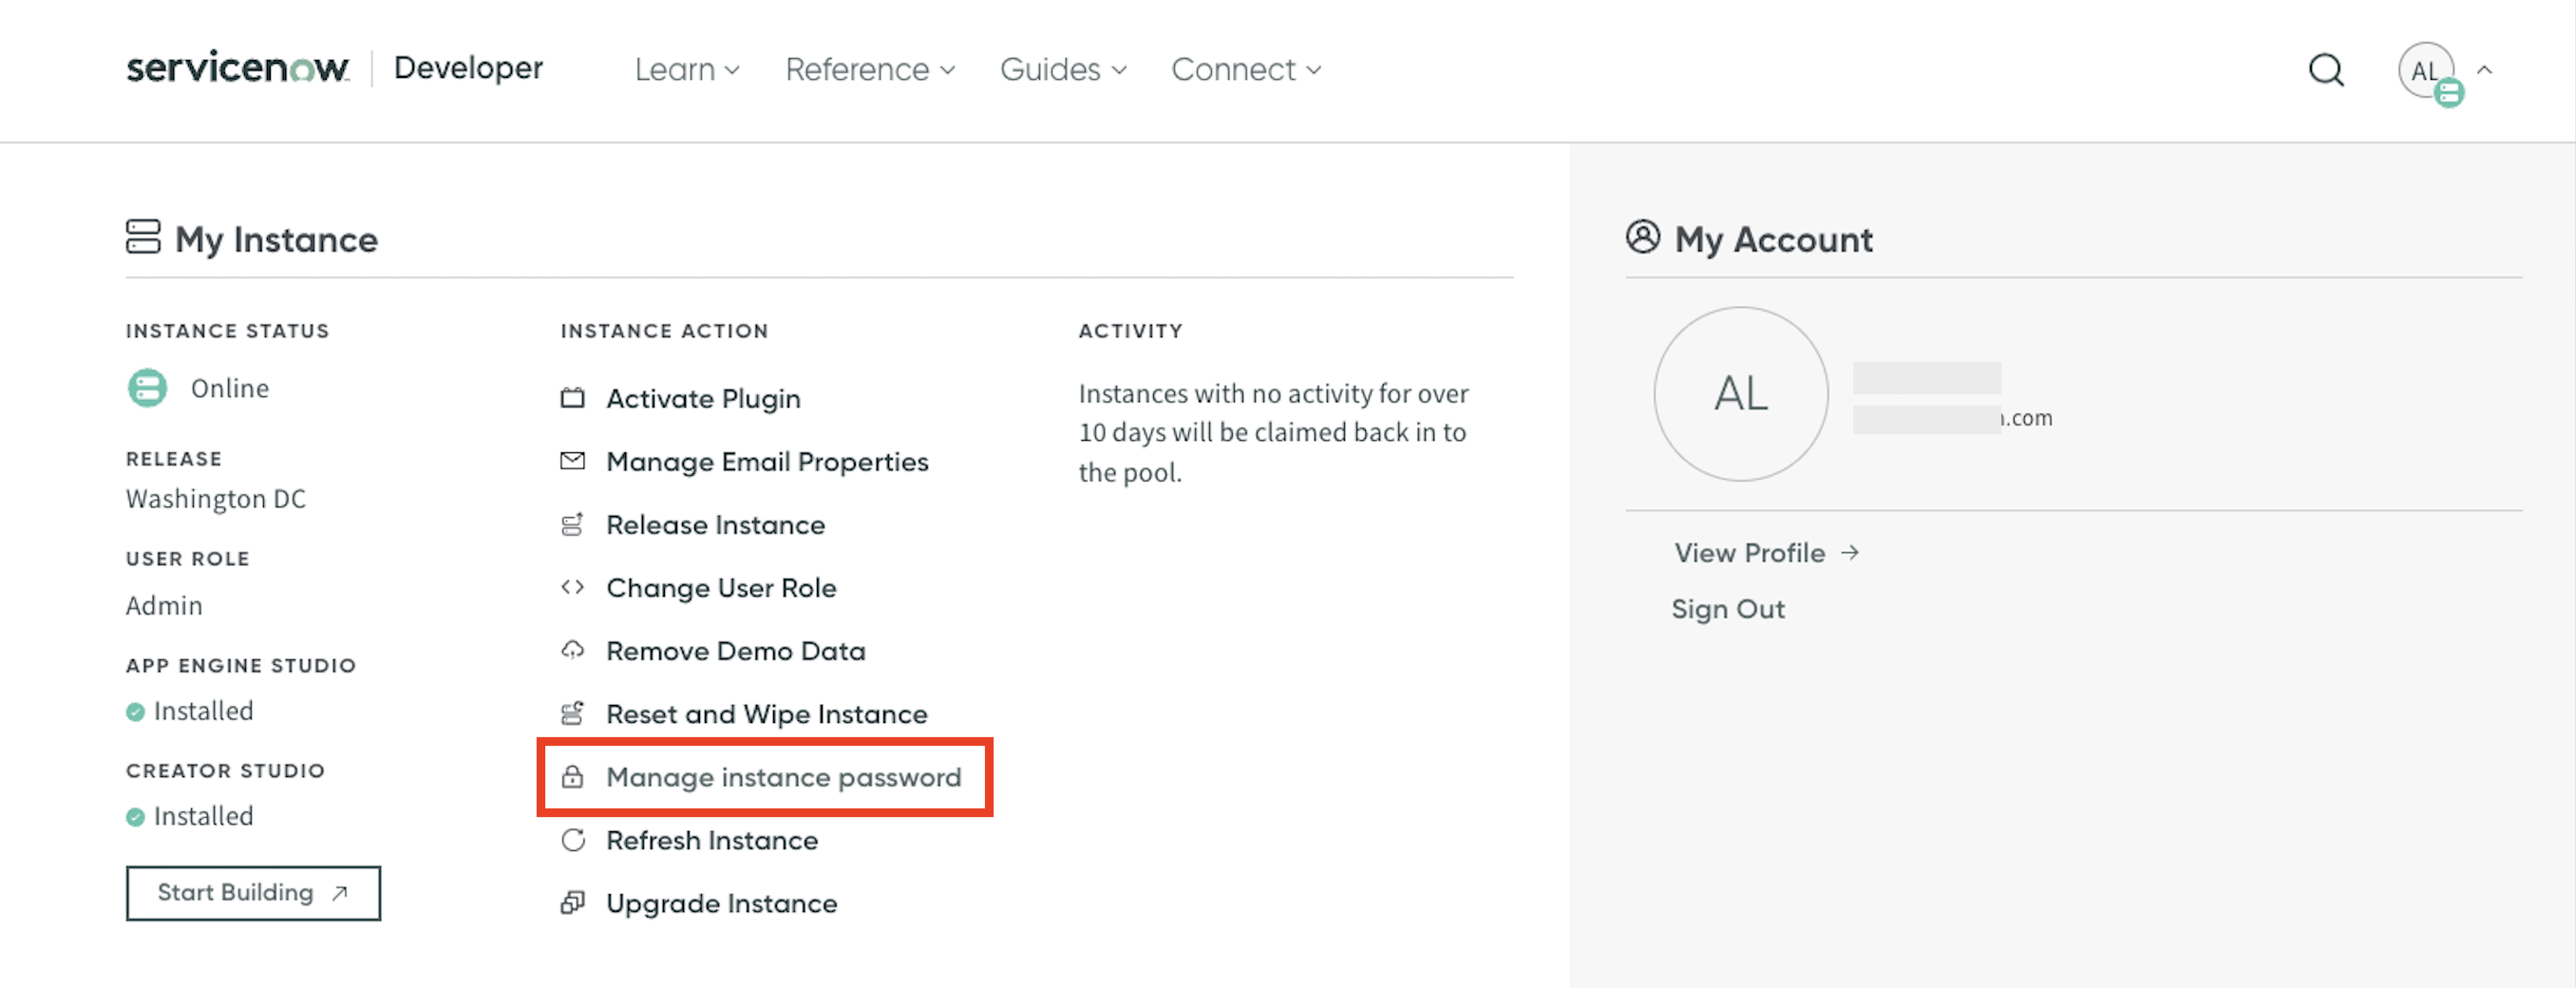 servicenow Developer Learn Reference Guides Connect AL
My Instance
INSTANCE STATUS
Online
RELEASE
Washington DC
USER ROLE
Admin
APP ENGINE STUDIO
Installed
CREATOR STUDIO
Installed
Start Building
INSTANCE ACTION
Activate Plugin
Manage Email Properties
Release Instance
Change User Role
Remove Demo Data
Reset and Wipe Instance
Manage instance password
Refresh Instance
Upgrade Instance
ACTIVITY
Instances with no activity for over
10 days will be claimed back in to
the pool.
My Account
AL
.com
View Profile
Sign Out